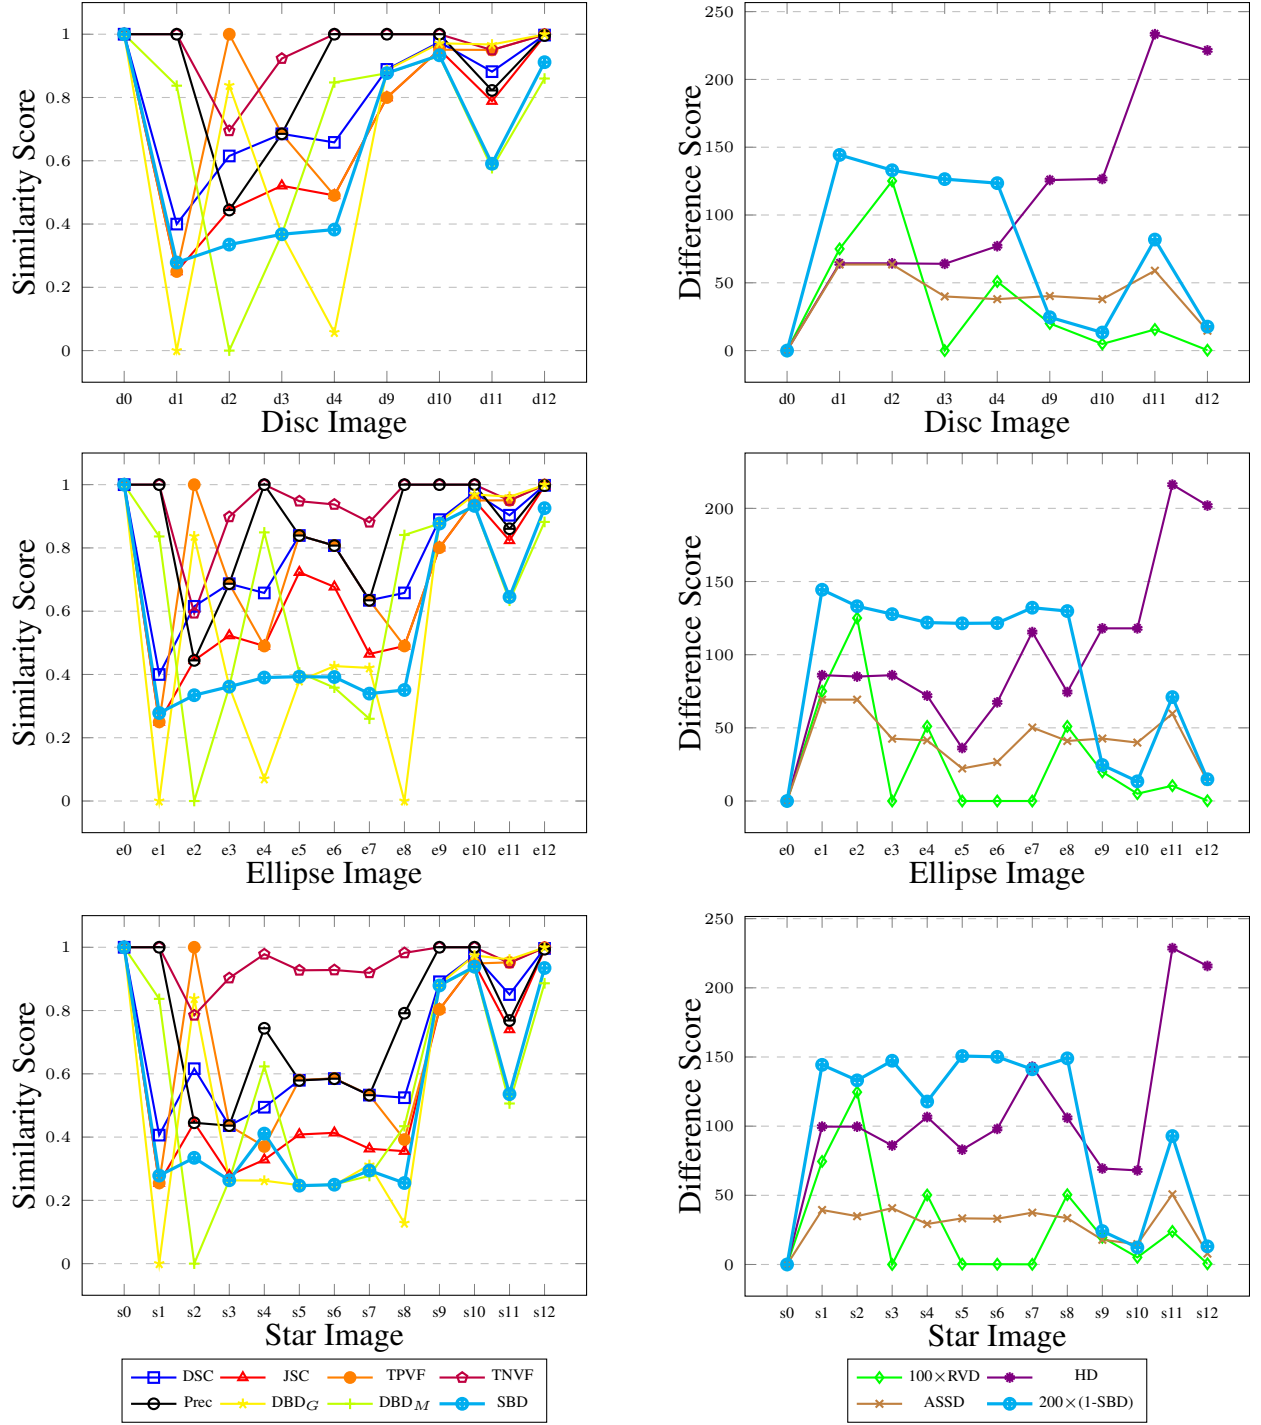 1
0.8
0.6
0.4
0.2
0
Similarity Score
d0 d1 d2 d3 d4 d9 d10 d11 d12
Disc Image
250
200
150
100
50
0
Difference Score
d0 d1 d2 d3 d4 d9 d10 d11 d12
Disc Image
1
0.8
0.6
0.4
0.2
0
Similarity Score
e0 e1 e2 e3 e4 e5 e6 e7 e8 e9 e10 e11 e12
Ellipse Image
200
150
100
50
0
Difference Score
e0 e1 e2 e3 e4 e5 e6 e7 e8 e9 e10 e11 e12
Ellipse Image
1
0.8
0.6
0.4
0.2
0
Similarity Score
s0 s1 s2 s3 s4 s5 s6 s7 s8 s9 s10 s11 s12
Star Image
250
200
150
100
50
0
Difference Score
s0 s1 s2 s3 s4 s5 s6 s7 s8 s9 s10 s11 s12
Star Image
DSC JSC TPVF TNVF
Prec DBD_G DBD_M SBD
100×RVD HD
ASSD 200×(1-SBD)